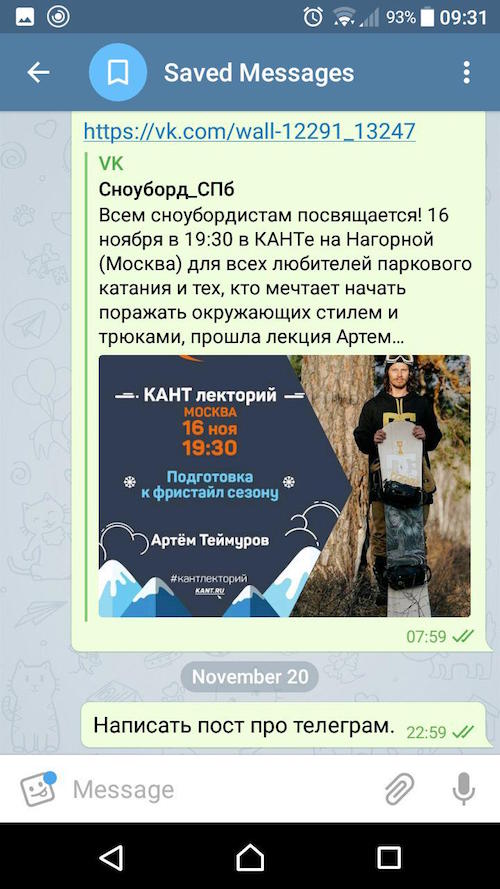 93% 09:31
Saved Messages
https://vk.com/wall-12291_13247
VK
Сноуборд_СПб
Всем сноубордистам посвящается! 16
ноября в 19:30 в КАНТе на Нагорной
(Москва) для всех любителей паркового
катания и тех, кто мечтает начать
поражать окружающих стилем и
трюками, прошла лекция Артем…
КАНТ лекторий
МОСКВА
16 ноя
19:30
Подготовка
к фристайл сезону
Артём Теймуров
#кантлекторий
KANT.RU
07:59
November 20
Написать пост про телеграм. 22:59
Message